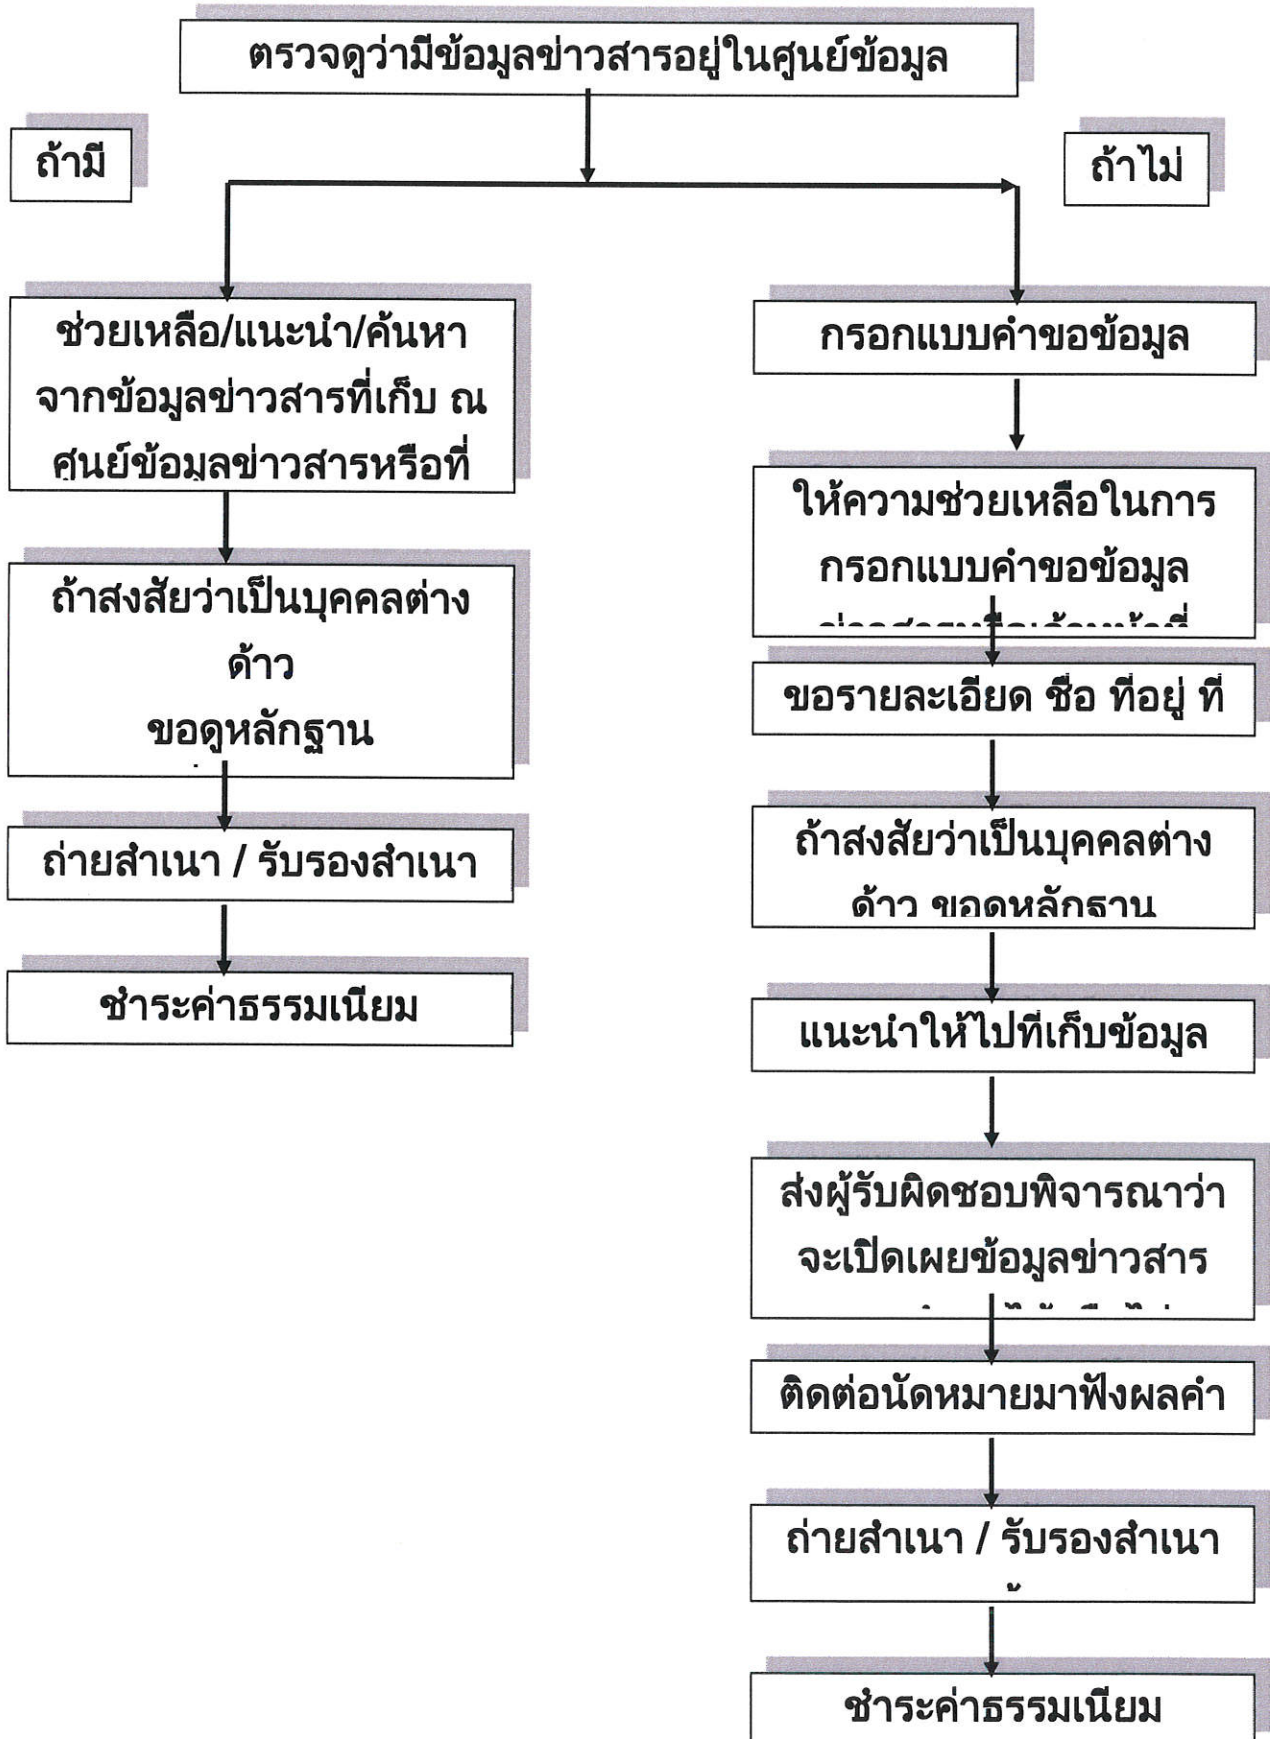 ตรวจดูว่ามีข้อมูลข่าวสารอยู่ในศูนย์ข้อมูล
ถ้ามี
ถ้าไม่
ช่วยเหลือ/แนะนำ/ค้นหา
จากข้อมูลข่าวสารที่เก็บ ณ
ศูนย์ข้อมูลข่าวสารหรือที่
ถ้าสงสัยว่าเป็นบุคคลต่าง
ด้าว
ขอดูหลักฐาน
ถ่ายสำเนา / รับรองสำเนา
ชำระค่าธรรมเนียม
กรอกแบบคำขอข้อมูล
ให้ความช่วยเหลือในการ
กรอกแบบคำขอข้อมูล
ขอรายละเอียด ชื่อ ที่อยู่ ที่
ถ้าสงสัยว่าเป็นบุคคลต่าง
ด้าว ขอดูหลักฐาน
แนะนำให้ไปที่เก็บข้อมูล
ส่งผู้รับผิดชอบพิจารณาว่า
จะเปิดเผยข้อมูลข่าวสาร
ติดต่อนัดหมายมาฟังผลคำ
ถ่ายสำเนา / รับรองสำเนา
ชำระค่าธรรมเนียม